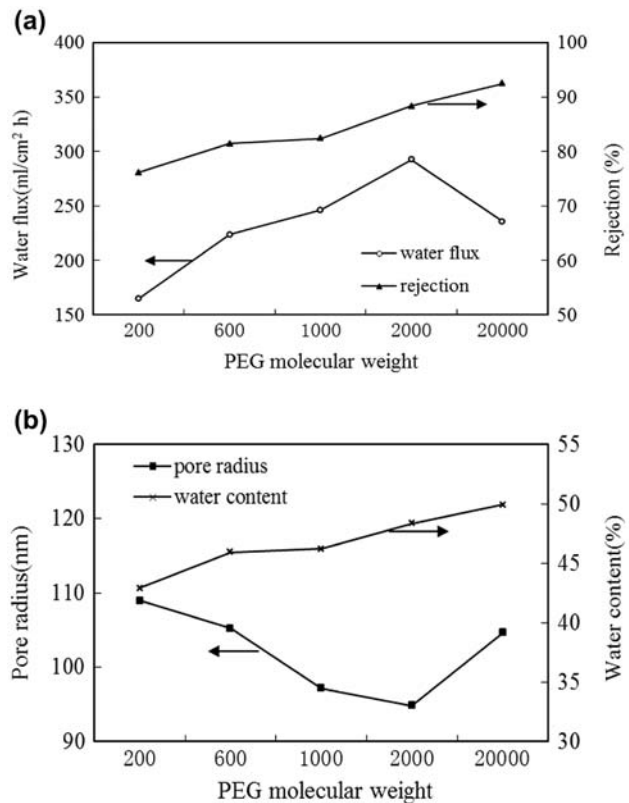 (a)
400
350
300
250
200
150
Water flux(ml/cm² h)
100
90
80
70
60
50
Rejection (%)
water flux
rejection
200 600 1000 2000 20000
PEG molecular weight
(b)
130
120
110
100
90
Pore radius(nm)
55
50
45
40
35
30
Water content(%)
pore radius
water content
200 600 1000 2000 20000
PEG molecular weight